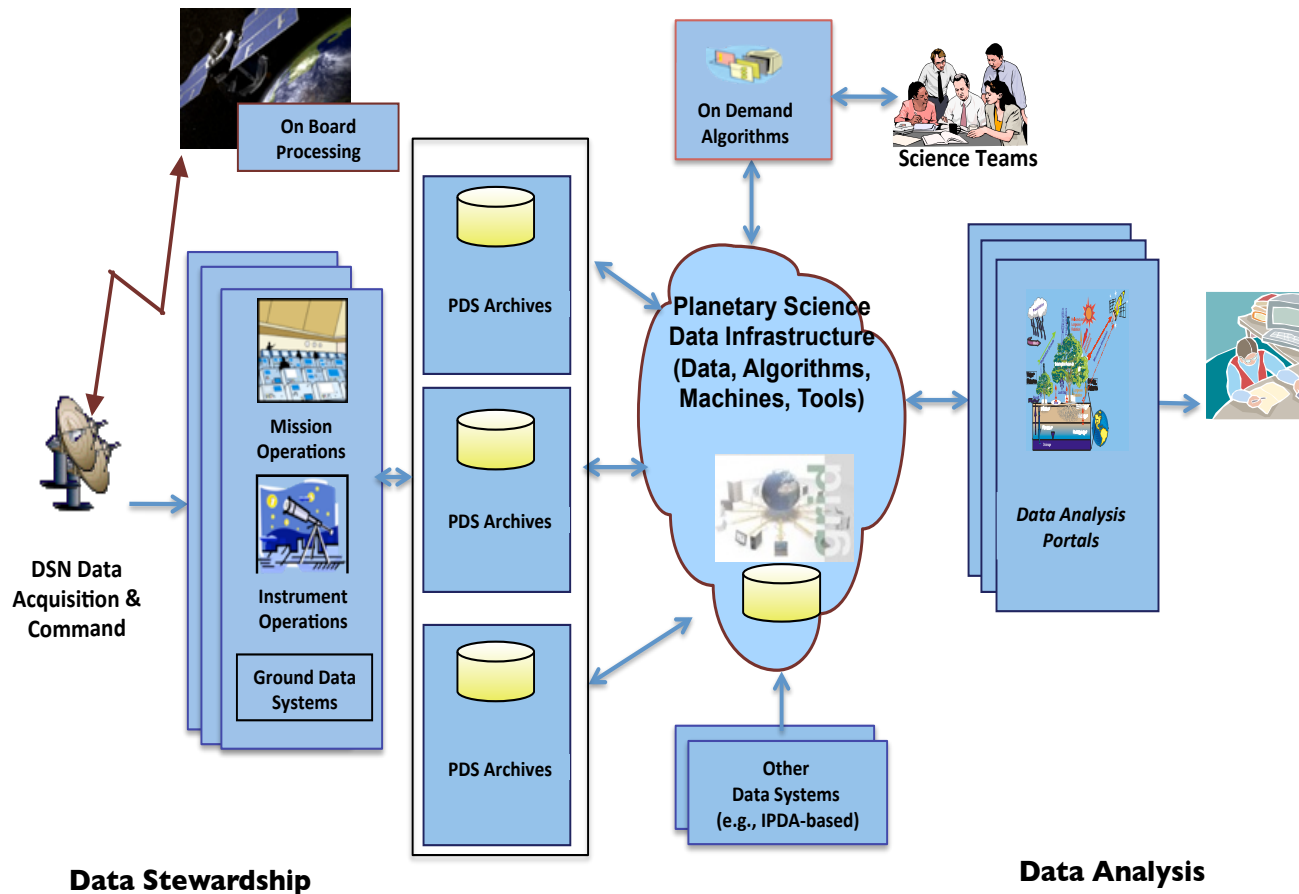 On Board
Processing
On Demand
Algorithms
Science Teams
PDS Archives
Planetary Science
Data Infrastructure
(Data, Algorithms,
Machines, Tools)
grid
Mission
Operations
PDS Archives
Data Analysis
Portals
DSN Data
Acquisition &
Command
Instrument
Operations
Ground Data
Systems
PDS Archives
Other
Data Systems
(e.g., IPDA-based)
Data Stewardship
Data Analysis